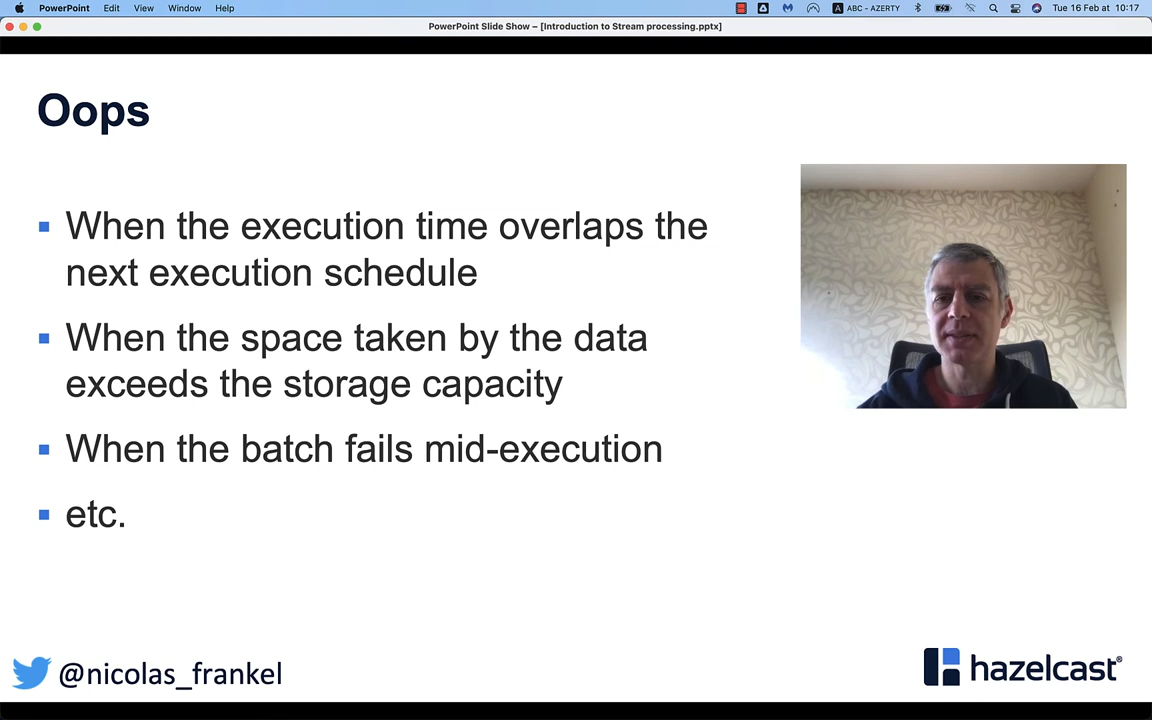 PowerPoint Edit View Window Help ABC - AZERTY Tue 16 Feb at 10:17
PowerPoint Slide Show – [Introduction to Stream processing.pptx]
Oops
When the execution time overlaps the
next execution schedule
When the space taken by the data
exceeds the storage capacity
When the batch fails mid-execution
etc.
@nicolas_frankel
hazelcast®